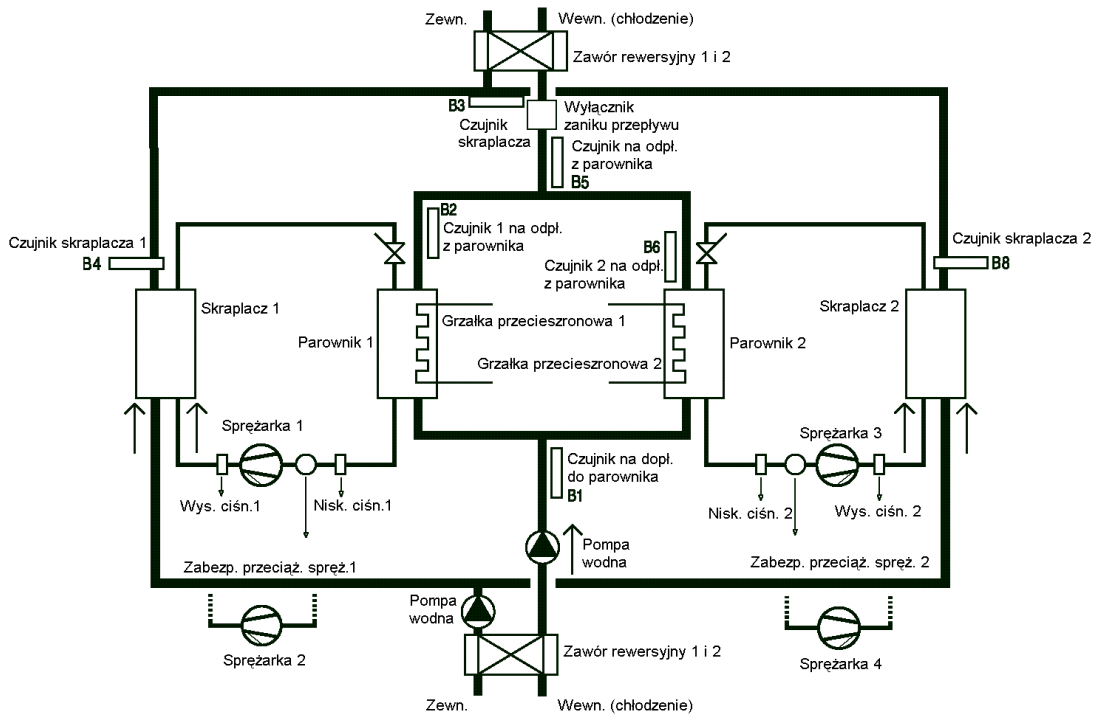 Zewn.
Wewn. (chłodzenie)
Zawór rewersyjny 1 i 2
B3
Czujnik
skraplacza
Wyłącznik
zaniku przepływu
Czujnik na odpł.
z parownika
B5
B2
Czujnik 1 na odpł.
z parownika
B6
Czujnik 2 na odpł.
z parownika
Czujnik skraplacza 1
B4
Czujnik skraplacza 2
B8
Skraplacz 1
Parownik 1
Grzałka przecieszronowa 1
Grzałka przecieszronowa 2
Parownik 2
Skraplacz 2
Sprężarka 1
Wys. ciśn.1
Nisk. ciśn.1
Zabezp. przeciąż. spręż.1
Czujnik na dopł.
do parownika
B1
Sprężarka 3
Nisk. ciśn. 2
Wys. ciśn. 2
Zabezp. przeciąż. spręż. 2
Pompa
wodna
Pompa
wodna
Sprężarka 2
Sprężarka 4
Zawór rewersyjny 1 i 2
Zewn.
Wewn. (chłodzenie)